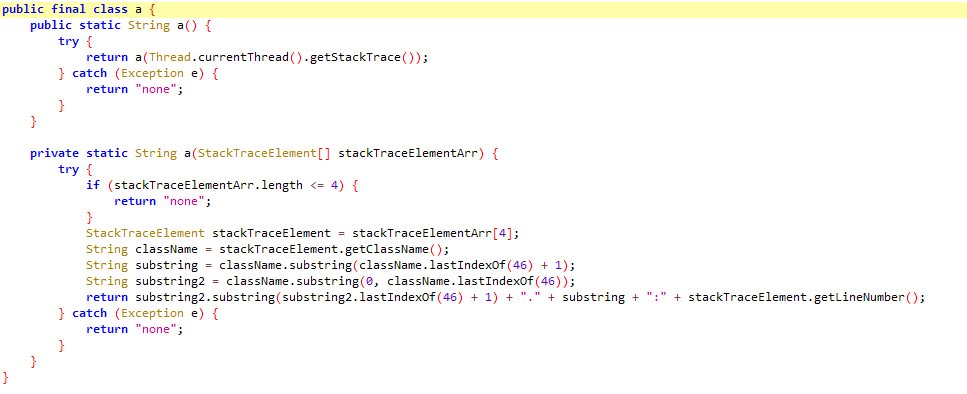 public final class a {
    public static String a() {
        try {
            return a(Thread.currentThread().getStackTrace());
        } catch (Exception e) {
            return "none";
        }
    }

    private static String a(StackTraceElement[] stackTraceElementArr) {
        try {
            if (stackTraceElementArr.length <= 4) {
                return "none";
            }
            StackTraceElement stackTraceElement = stackTraceElementArr[4];
            String className = stackTraceElement.getClassName();
            String substring = className.substring(className.lastIndexOf(46) + 1);
            String substring2 = className.substring(0, className.lastIndexOf(46));
            return substring2.substring(substring2.lastIndexOf(46) + 1) + "." + substring + ":" + stackTraceElement.getLineNumber();
        } catch (Exception e) {
            return "none";
        }
    }
}